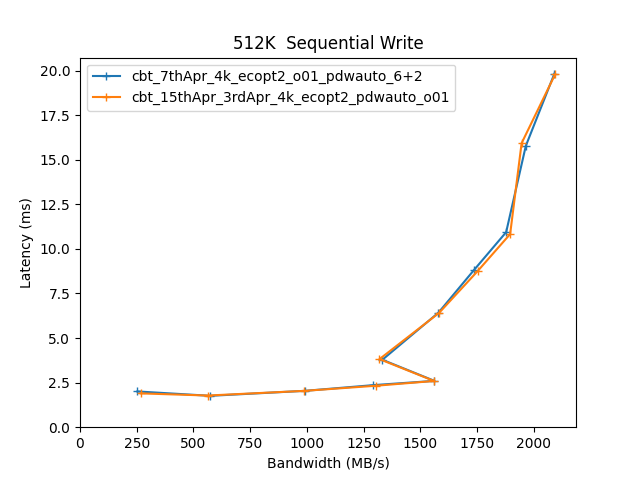 512K  Sequential Write
cbt_7thApr_4k_ecopt2_o01_pdwauto_6+2
cbt_15thApr_3rdApr_4k_ecopt2_pdwauto_o01
20.0
17.5
15.0
12.5
10.0
7.5
5.0
2.5
0.0
Latency (ms)
0 250 500 750 1000 1250 1500 1750 2000
Bandwidth (MB/s)